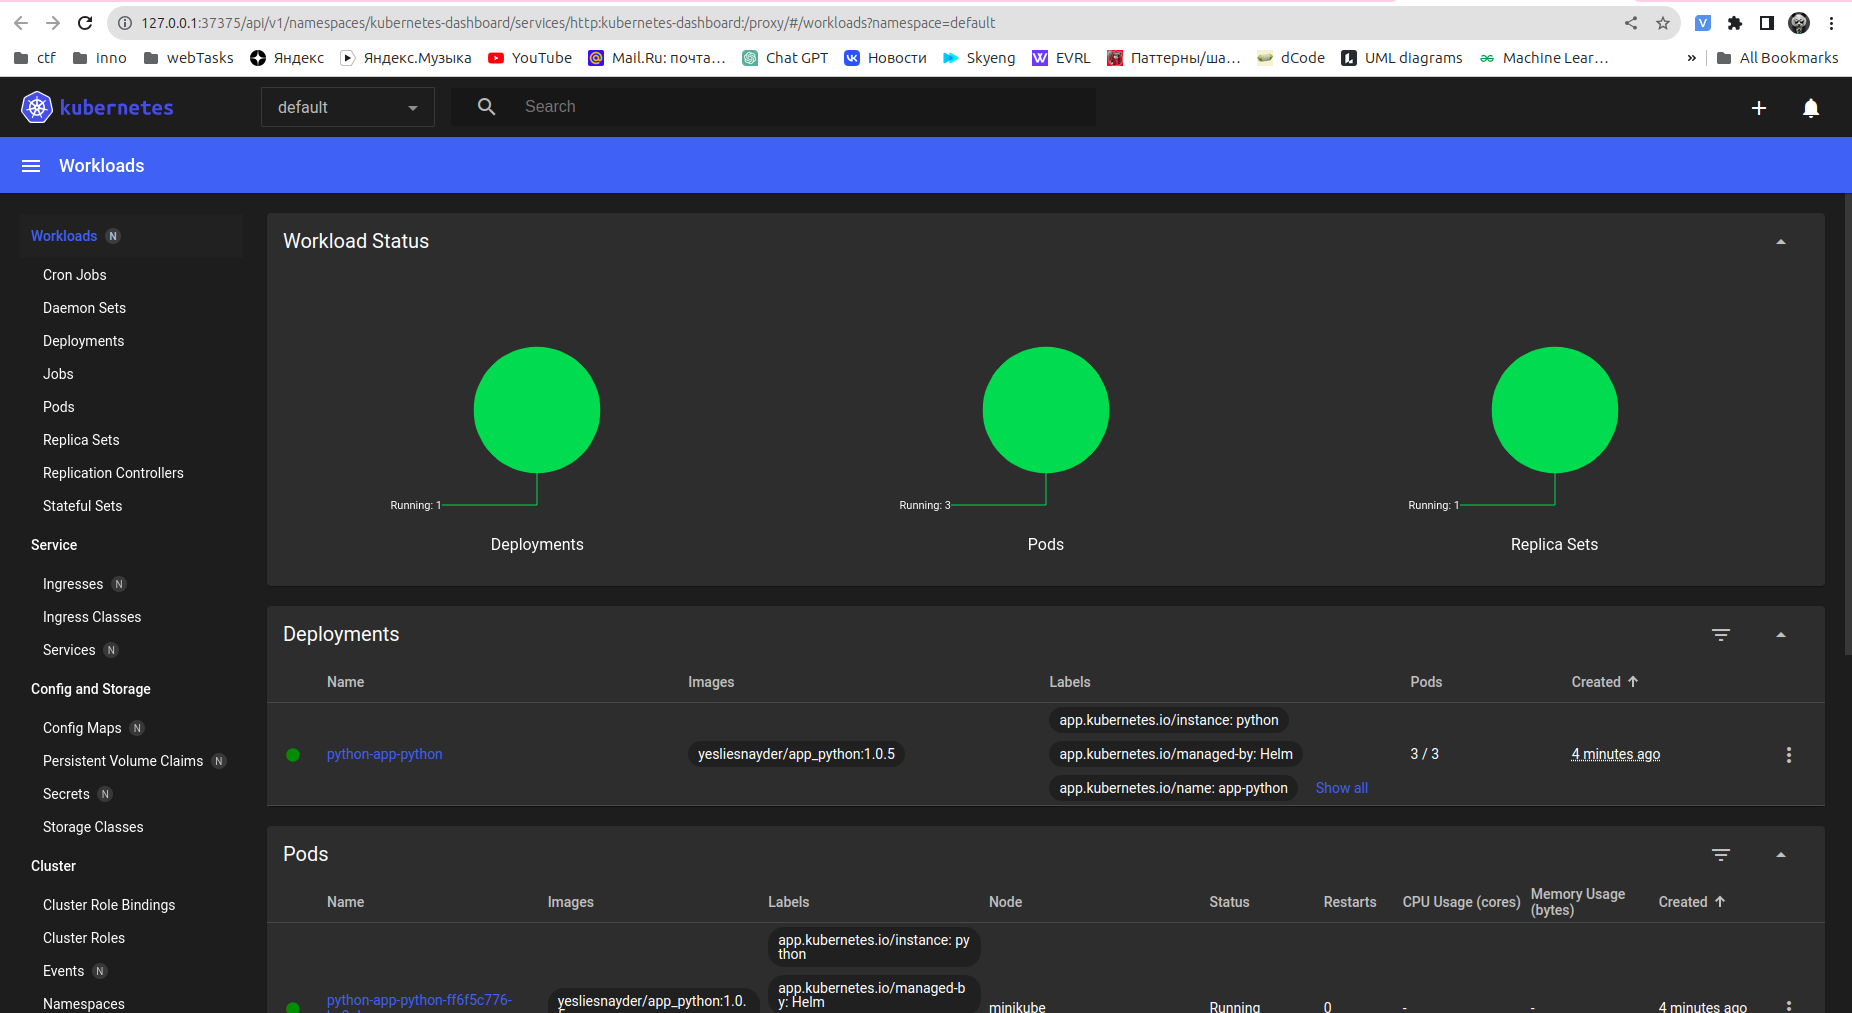 127.0.0.1:37375/api/v1/namespaces/kubernetes-dashboard/services/http:kubernetes-dashboard:/proxy/#/workloads?namespace=default
ctf inno webTasks Яндекс Яндекс.Музыка YouTube Mail.Ru: почта... Chat GPT Новости Skyeng EVRL Паттерны/ша... dCode UML diagrams Machine Lear... » All Bookmarks
kubernetes default Search
Workloads
Workloads N
Cron Jobs
Daemon Sets
Deployments
Jobs
Pods
Replica Sets
Replication Controllers
Stateful Sets
Service
Ingresses N
Ingress Classes
Services N
Config and Storage
Config Maps N
Persistent Volume Claims N
Secrets N
Storage Classes
Cluster
Cluster Role Bindings
Cluster Roles
Events N
Namespaces
Workload Status
Running: 1 Running: 3 Running: 1
Deployments Pods Replica Sets
Deployments
Name Images Labels Pods Created
app.kubernetes.io/instance: python
python-app-python yesliesnayder/app_python:1.0.5 app.kubernetes.io/managed-by: Helm 3 / 3 4 minutes ago
app.kubernetes.io/name: app-python Show all
Pods
Name Images Labels Node Status Restarts CPU Usage (cores) Memory Usage (bytes) Created
app.kubernetes.io/instance: py
thon
app.kubernetes.io/managed-b
y: Helm
python-app-python-ff6f5c776- yesliesnayder/app_python:1.0. minikube Running 0 - - 4 minutes ago